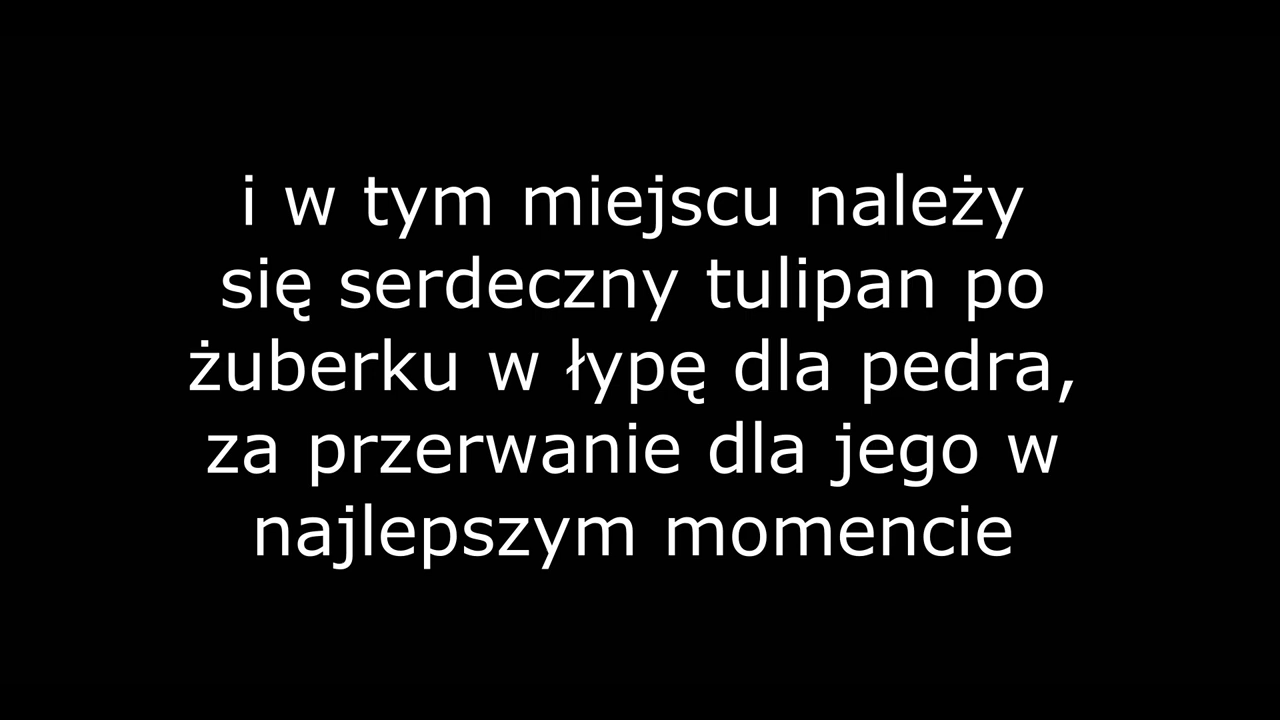 i w tym miejscu należy
się serdeczny tulipan po
żuberku w łypę dla pedra,
za przerwanie dla jego w
najlepszym momencie